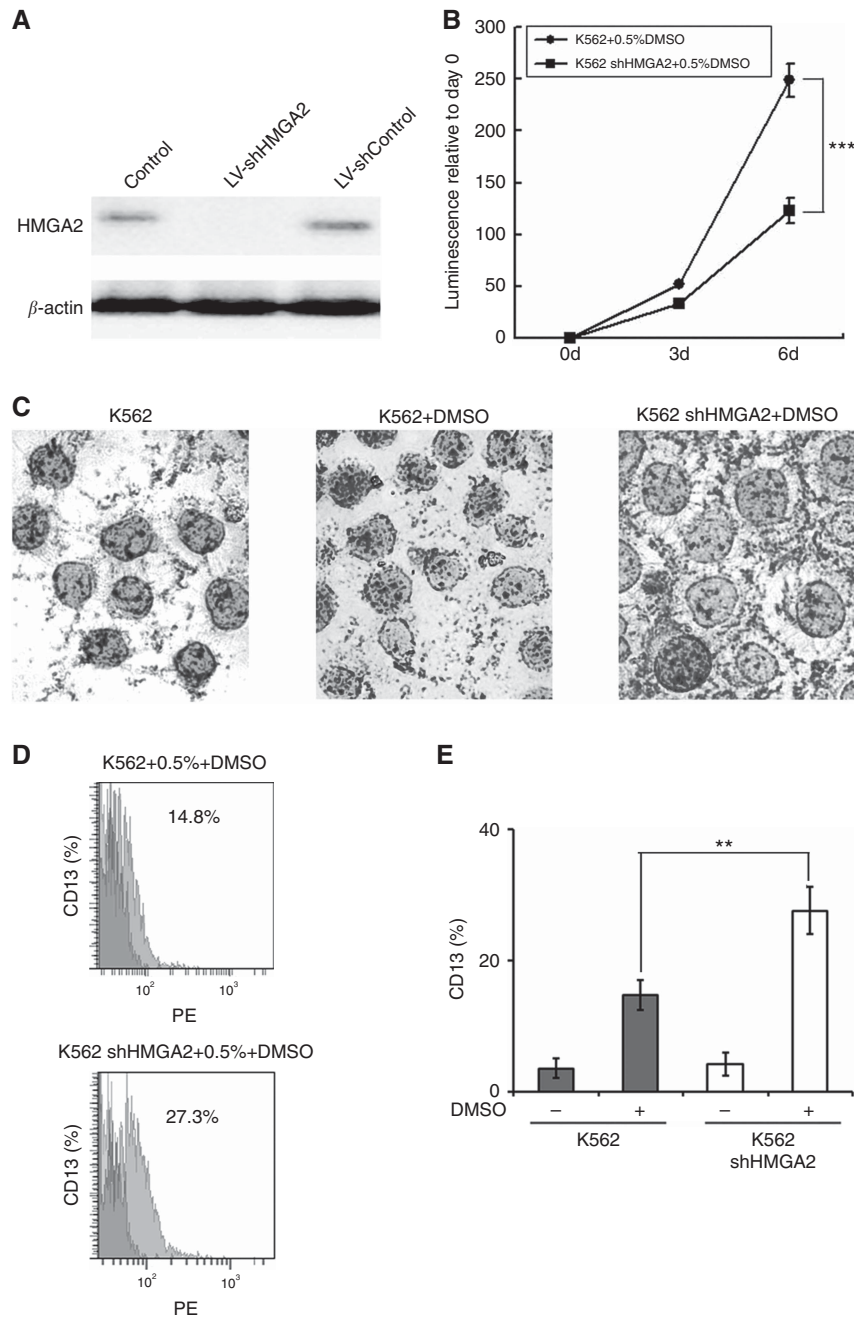 A
Control
LV-shHMGA2
LV-shControl
HMGA2
β-actin
B
300
250
200
150
100
50
0
Luminescence relative to day 0
K562+0.5%DMSO
K562 shHMGA2+0.5%DMSO
***
0d 3d 6d
C
K562 K562+DMSO K562 shHMGA2+DMSO
D
K562+0.5%+DMSO
14.8%
CD13 (%)
10² 10³
PE
K562 shHMGA2+0.5%+DMSO
27.3%
CD13 (%)
10² 10³
PE
E
40
20
0
CD13 (%)
**
DMSO – + – +
K562 K562
shHMGA2